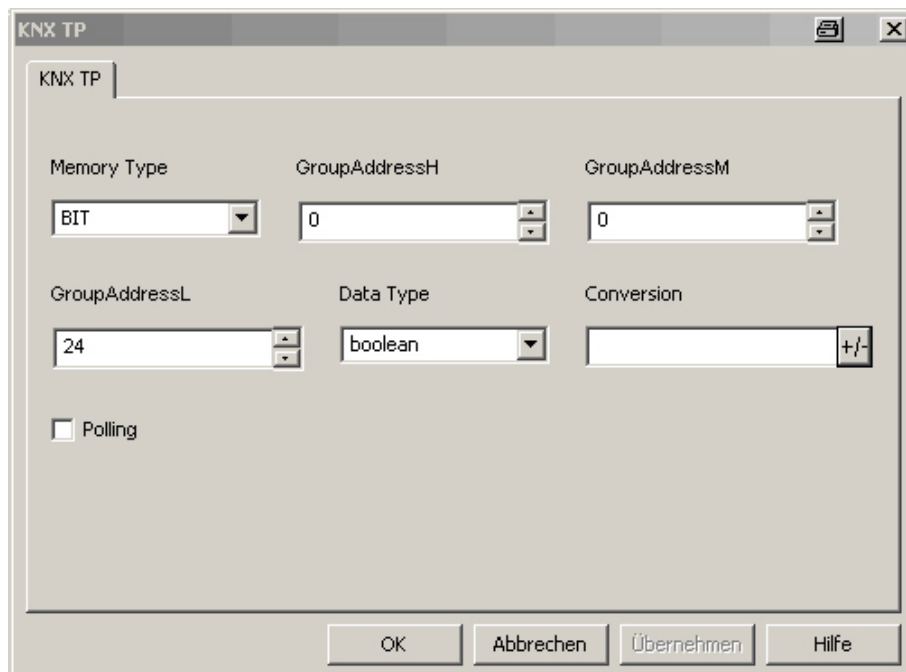 KNX TP
KNX TP
Memory Type GroupAddressH GroupAddressM
BIT 0 0
GroupAddressL Data Type Conversion
24 boolean +/-
Polling
OK Abbrechen Übernehmen Hilfe